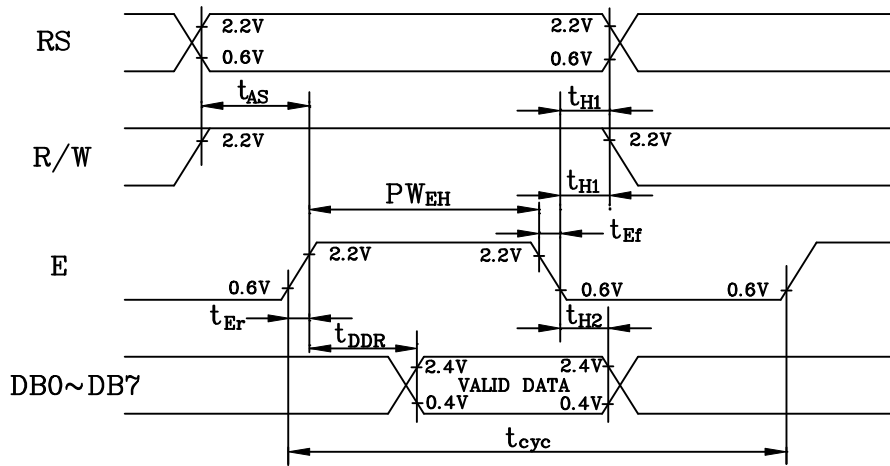 RS
2.2V
2.2V
0.6V
0.6V
tAS
tH1
R/W
2.2V
2.2V
tH1
PWEH
tEf
E
2.2V
2.2V
0.6V
0.6V
0.6V
tEr
tH2
tDDR
DB0~DB7
2.4V
VALID DATA
2.4V
0.4V
0.4V
tcyc